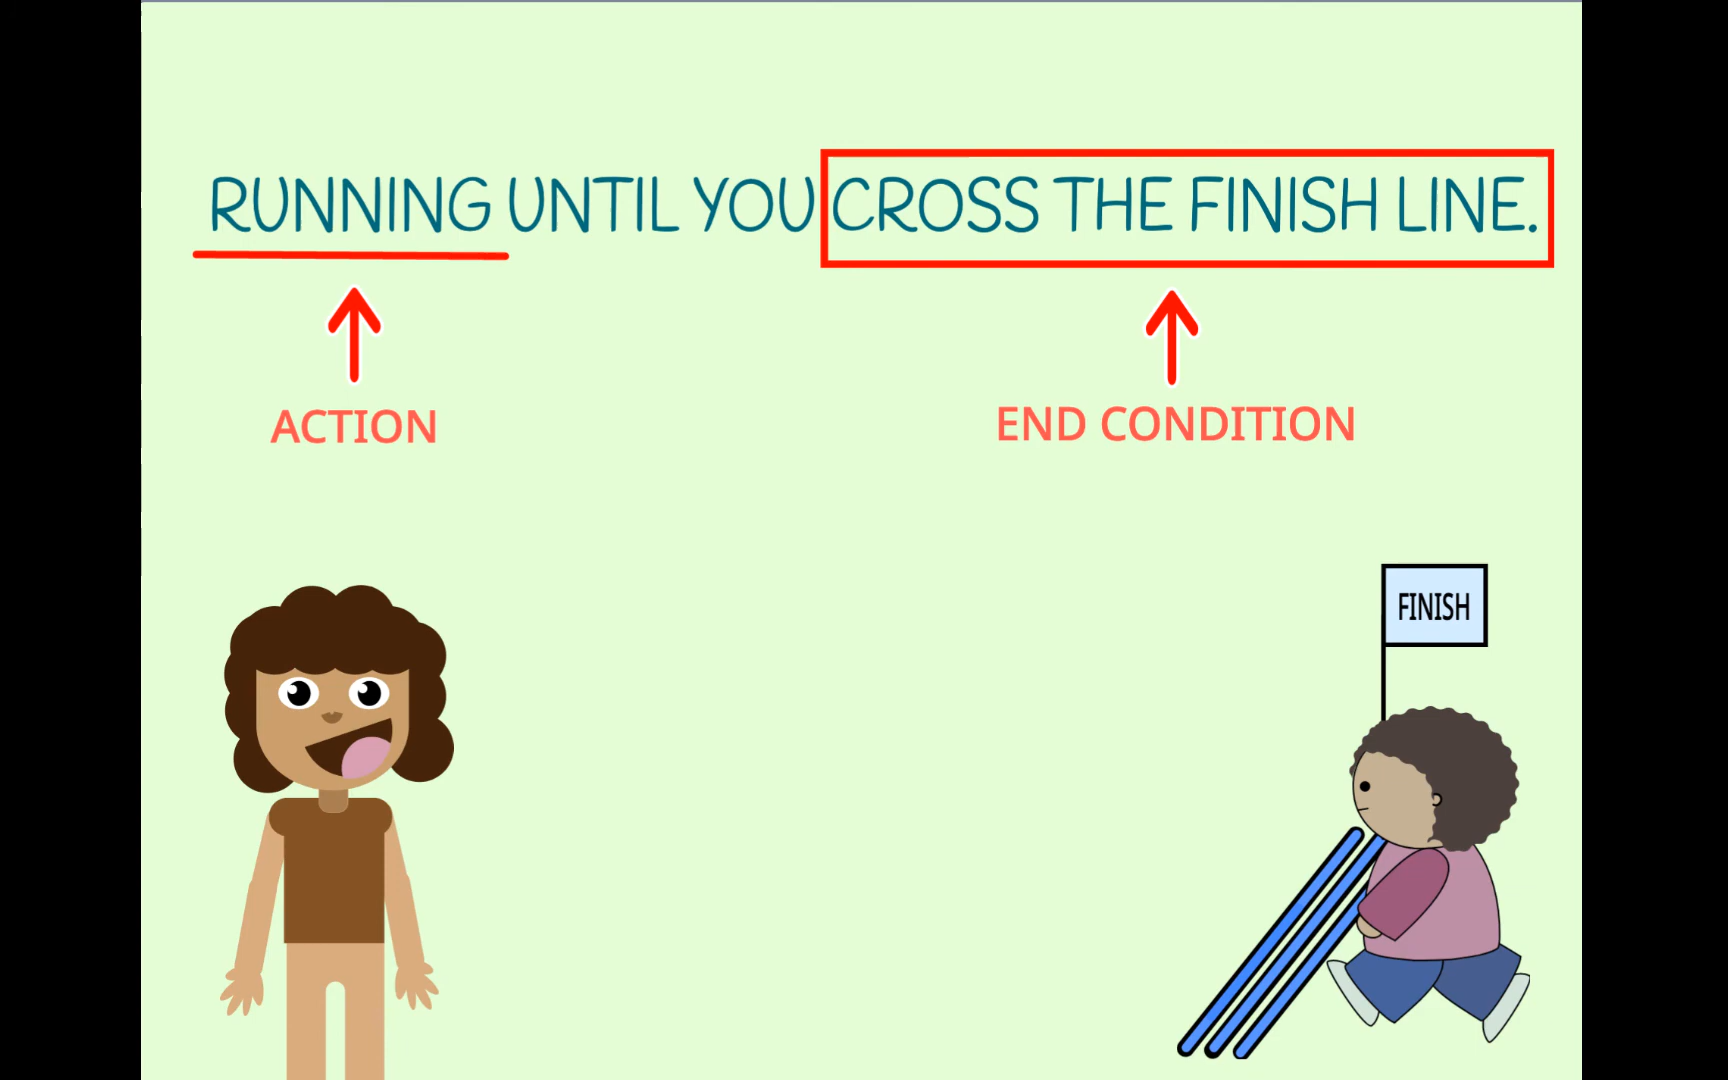 RUNNING UNTIL YOU CROSS THE FINISH LINE.
ACTION
END CONDITION
FINISH